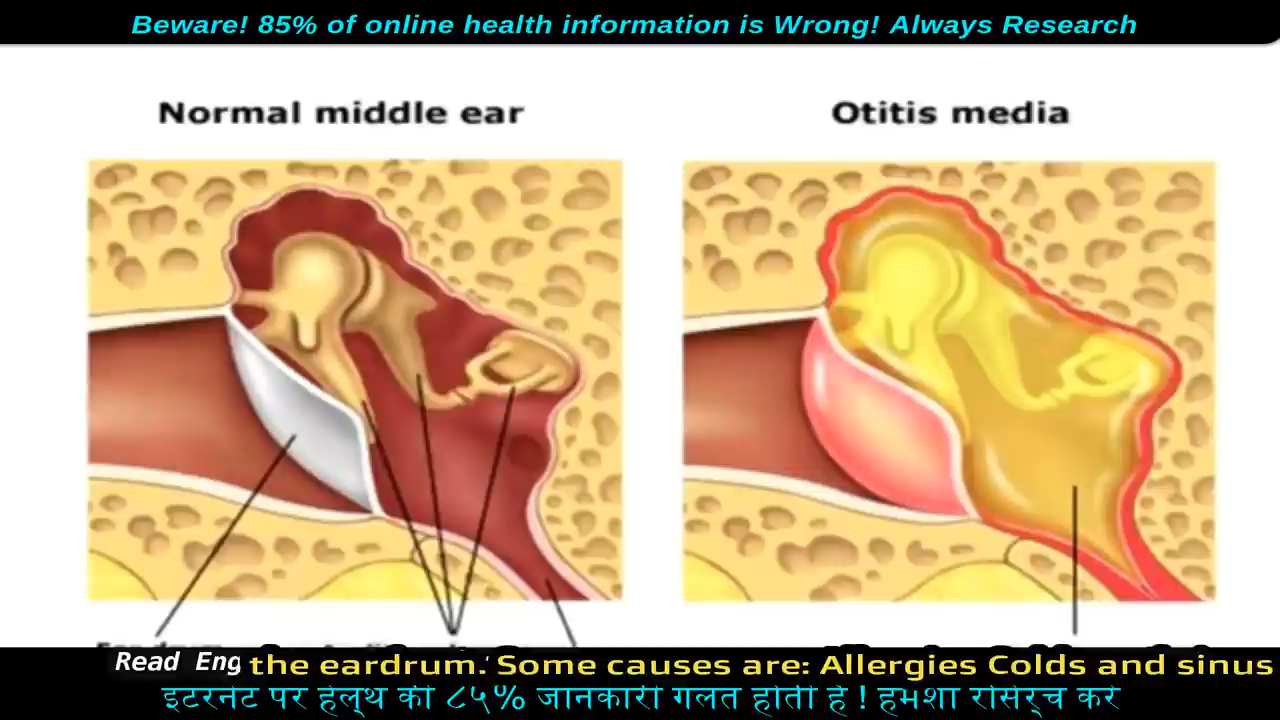 Beware! 85% of online health information is Wrong! Always Research
Normal middle ear
Otitis media
Read Eng the eardrum. Some causes are: Allergies Colds and sinus
इंटरनेट पर हेल्थ की ८५% जानकारी गलत होती है ! हमेशा रिसर्च करें